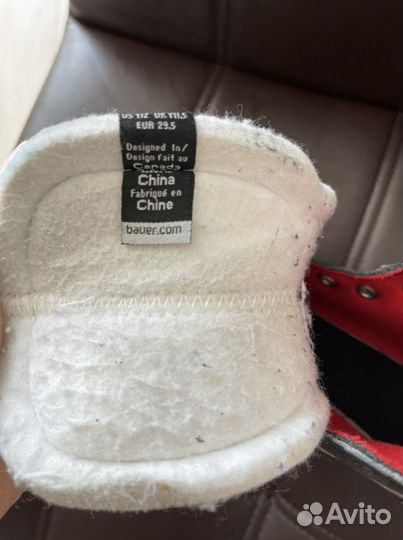 US Y12 UK Y11,5
EUR 29,5
Designed In/
Design Fait au
Canada
China
Fabriqué en
Chine
bauer.com
Avito